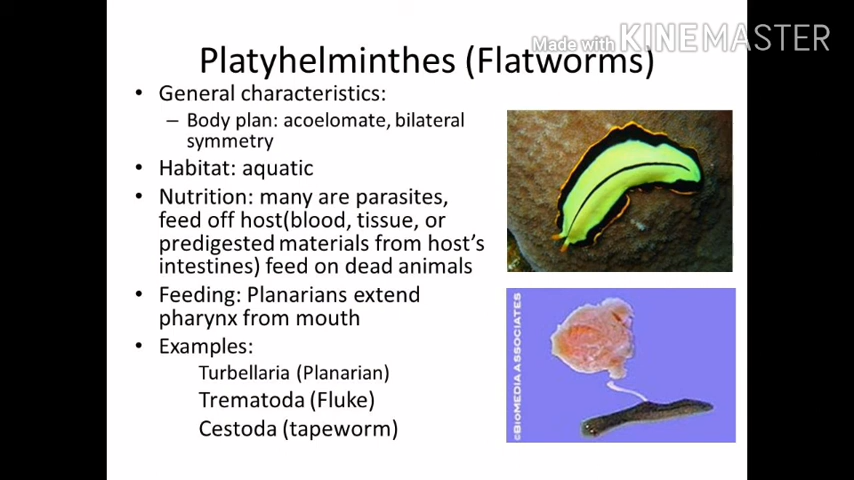 Made with KINEMASTER
Platyhelminthes (Flatworms)
• General characteristics:
– Body plan: acoelomate, bilateral
symmetry
• Habitat: aquatic
• Nutrition: many are parasites,
feed off host(blood, tissue, or
predigested materials from host's
intestines) feed on dead animals
• Feeding: Planarians extend
pharynx from mouth
• Examples:
Turbellaria (Planarian)
Trematoda (Fluke)
Cestoda (tapeworm)
©BIOMEDIA ASSOCIATES